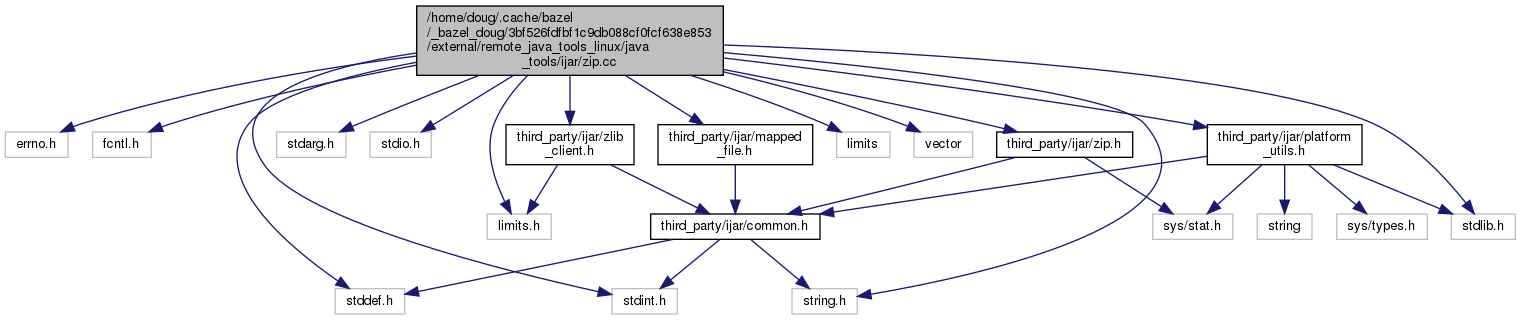 /home/doug/.cache/bazel
/_bazel_doug/3bf526fdfbf1c9db088cf0fcf638e853
/external/remote_java_tools_linux/java
_tools/ijar/zip.cc
errno.h
fcntl.h
stdarg.h
stdio.h
third_party/ijar/zlib
_client.h
third_party/ijar/mapped
_file.h
limits
vector
third_party/ijar/zip.h
third_party/ijar/platform
_utils.h
limits.h
third_party/ijar/common.h
sys/stat.h
string
sys/types.h
stdlib.h
stddef.h
stdint.h
string.h